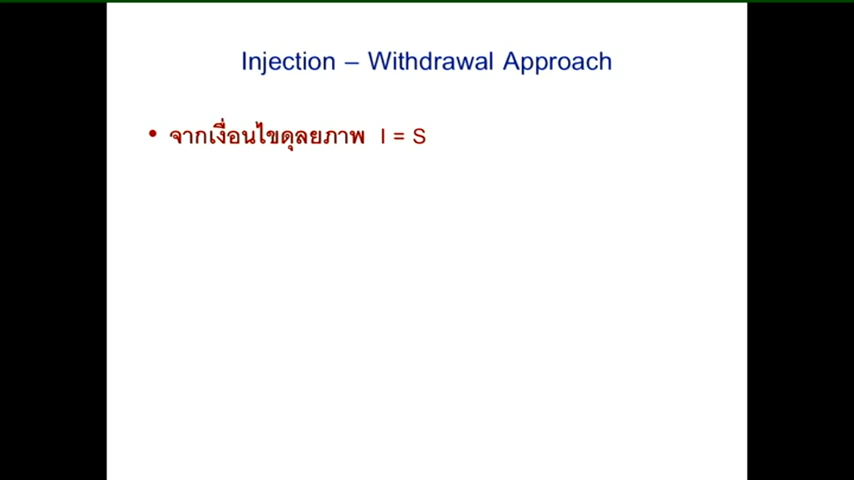 Injection – Withdrawal Approach
• จากเงื่อนไขดุลยภาพ I = S